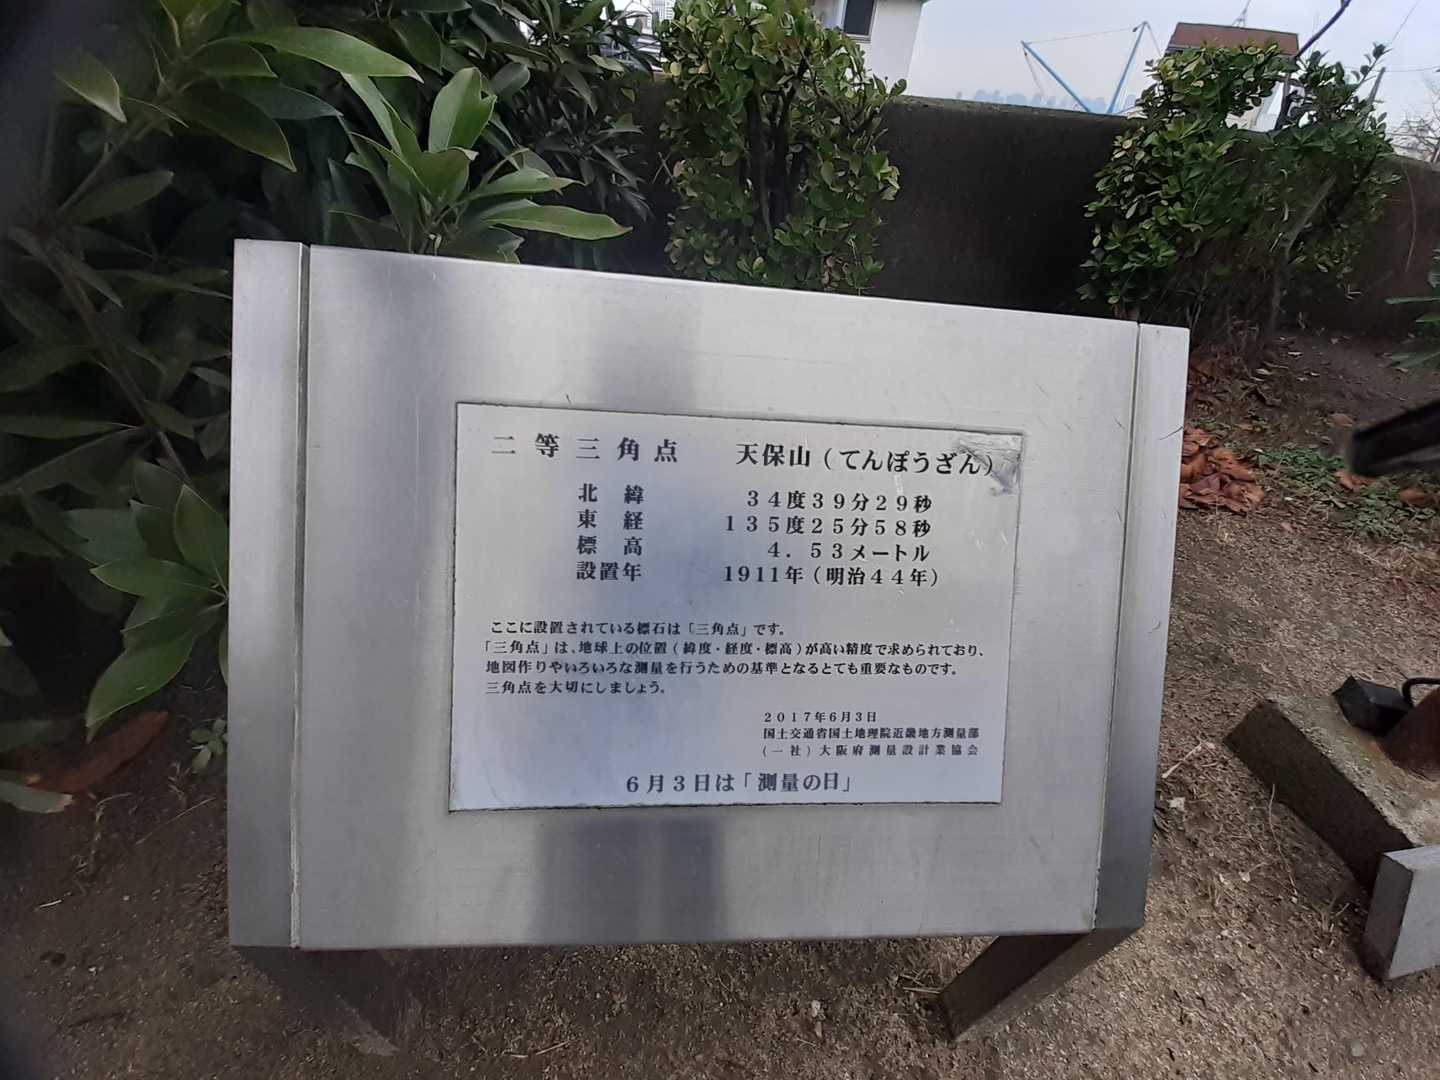 二等三角点　天保山（てんぽうざん）
北緯　３４度３９分２９秒
東経　１３５度２５分５８秒
標高　４．５３メートル
設置年　１９１１年（明治４４年）
ここに設置されている標石は「三角点」です。
「三角点」は、地球上の位置（緯度・経度・標高）が高い精度で求められており、
地図作りやいろいろな測量を行うための基準となるとても重要なものです。
三角点を大切にしましょう。
２０１７年６月３日
国土交通省国土地理院近畿地方測量部
（一社）大阪府測量設計業協会
６月３日は「測量の日」